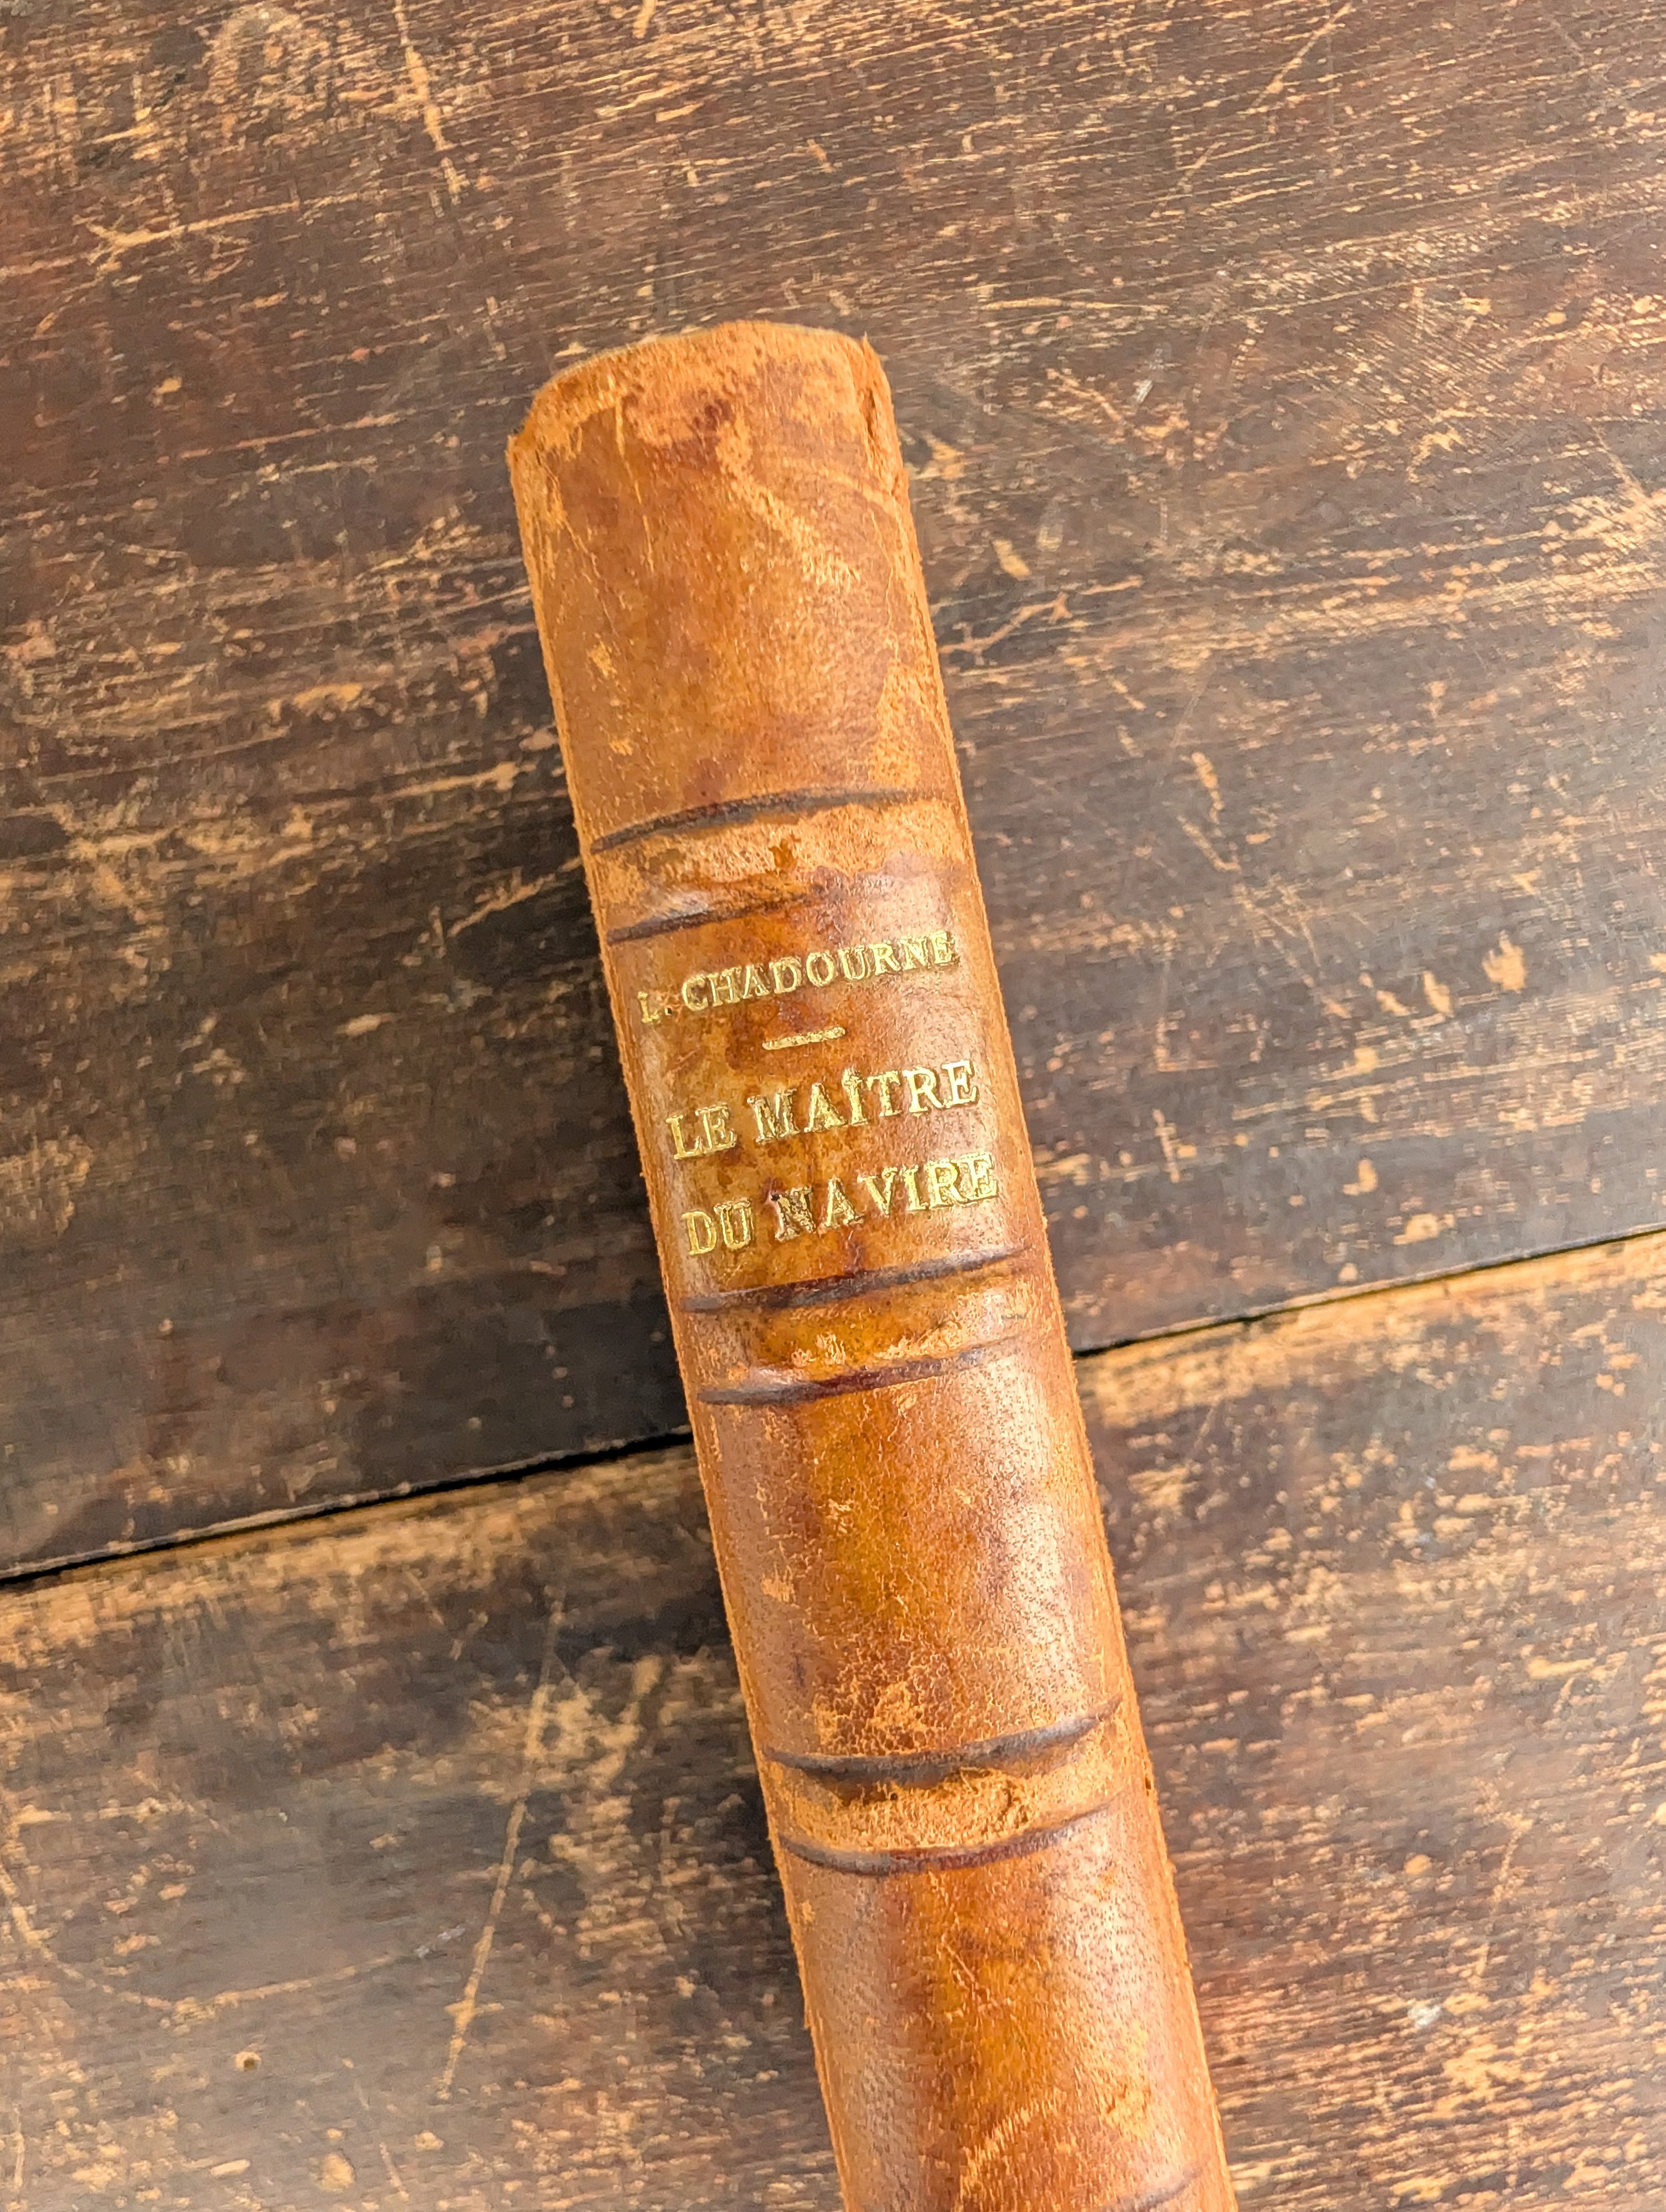 L. CHADOURNE
LE MAÎTRE
DU NAVIRE